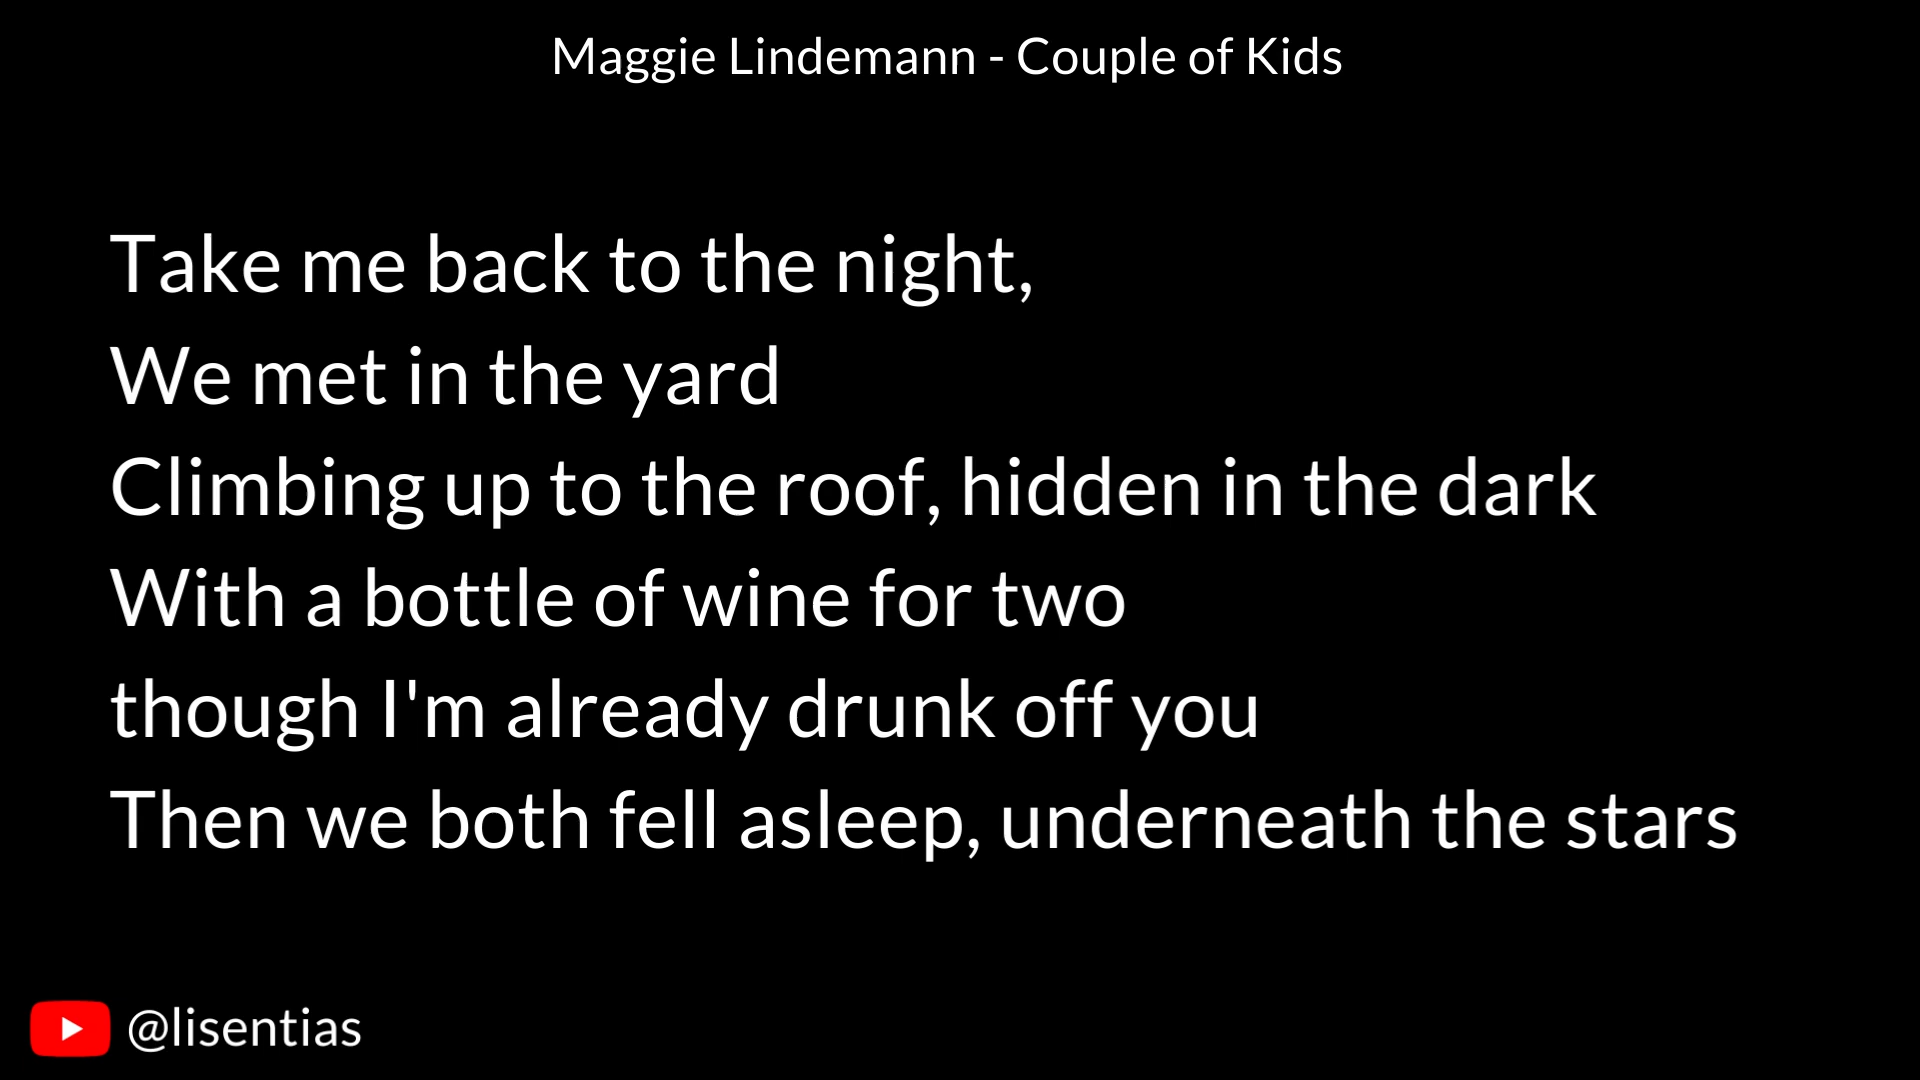 Maggie Lindemann - Couple of Kids
Take me back to the night,
We met in the yard
Climbing up to the roof, hidden in the dark
With a bottle of wine for two
though I'm already drunk off you
Then we both fell asleep, underneath the stars
@lisentias